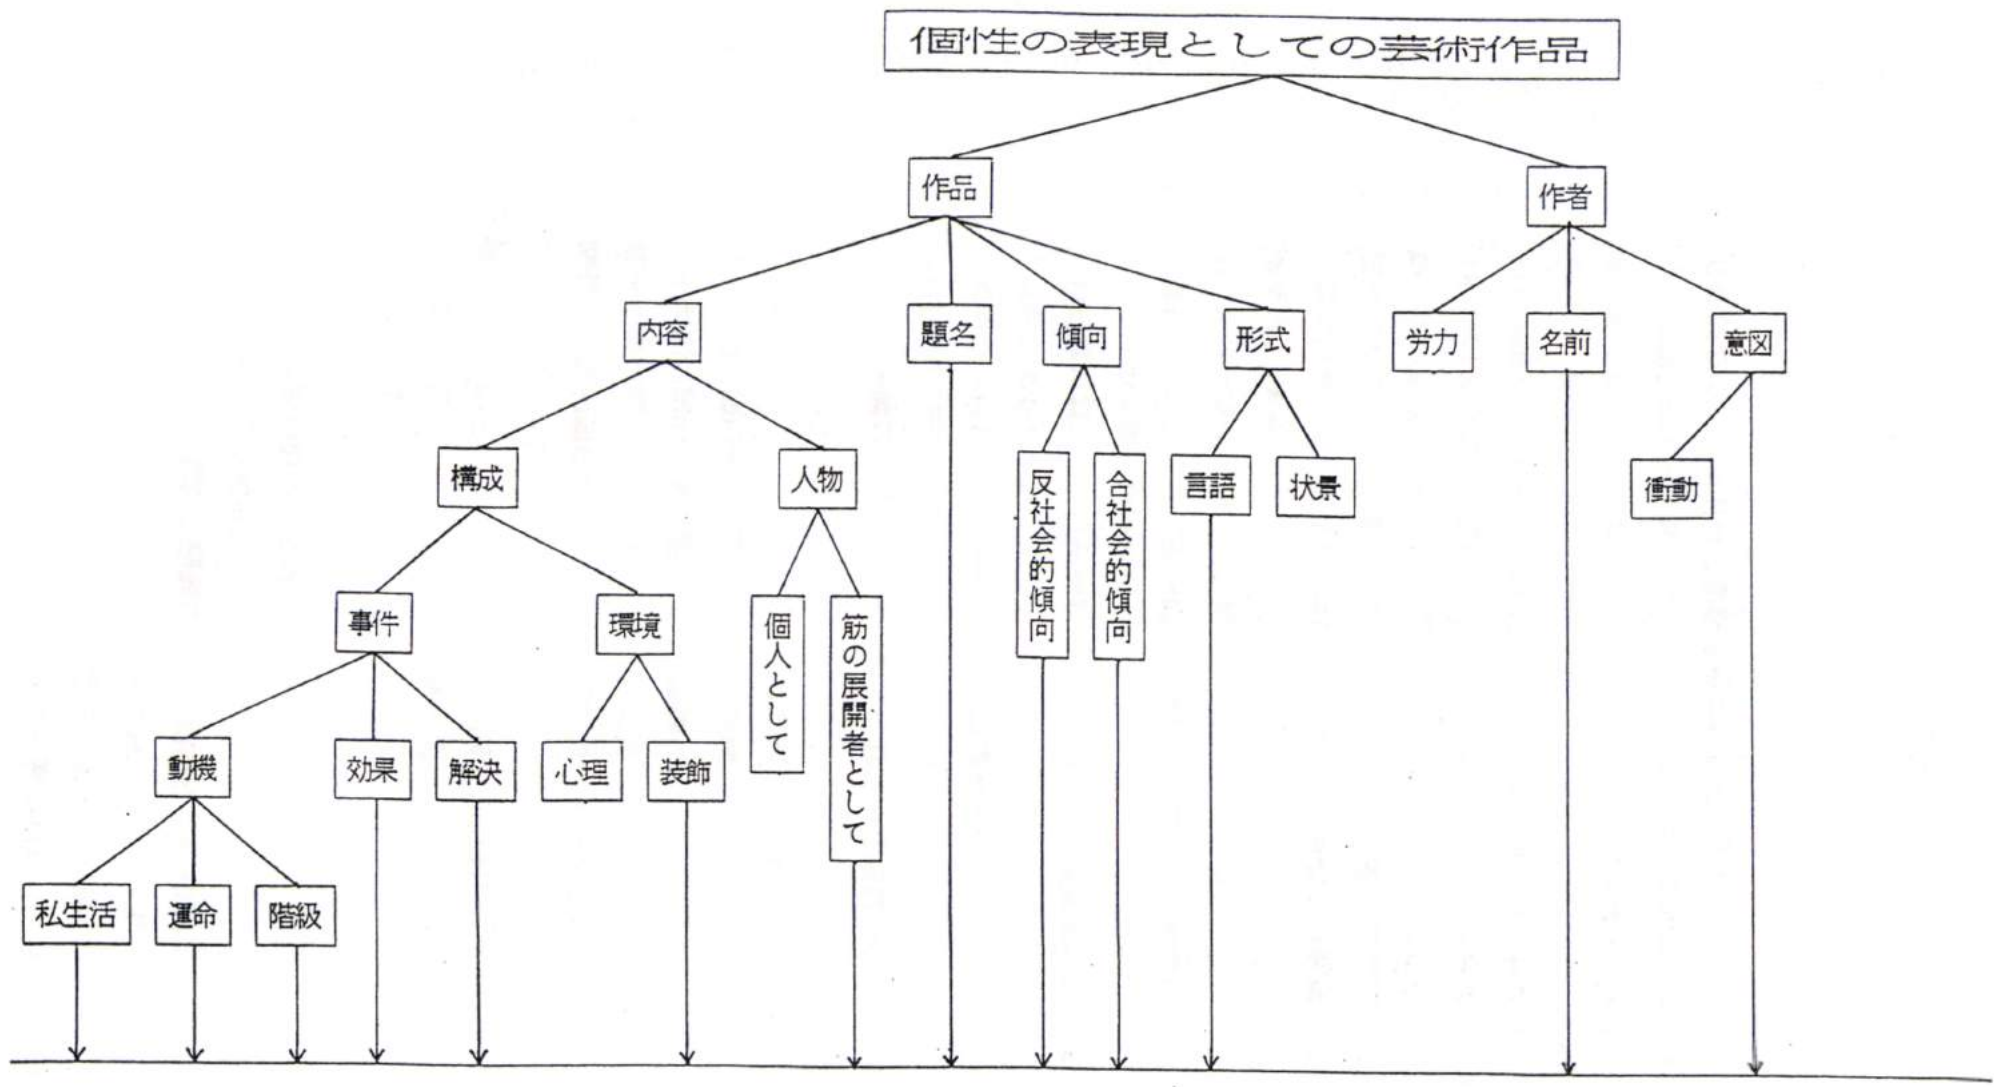 個性の表現としての芸術作品
作品
作者
内容
題名
傾向
形式
労力
名前
意図
構成
人物
反社会的傾向
合社会的傾向
言語
状景
衝動
事件
環境
個人として
筋の展開者として
動機
効果
解決
心理
装飾
私生活
運命
階級